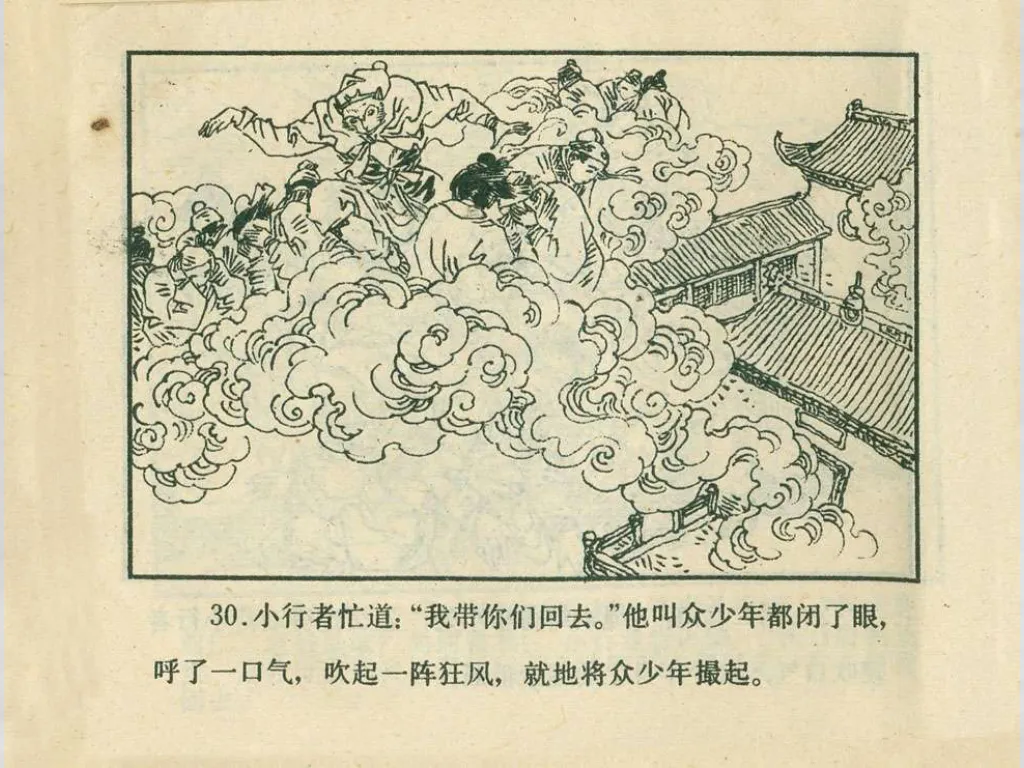 30.小行者忙道：“我带你们回去。”他叫众少年都闭了眼，
呼了一口气，吹起一阵狂风，就地将众少年撮起。